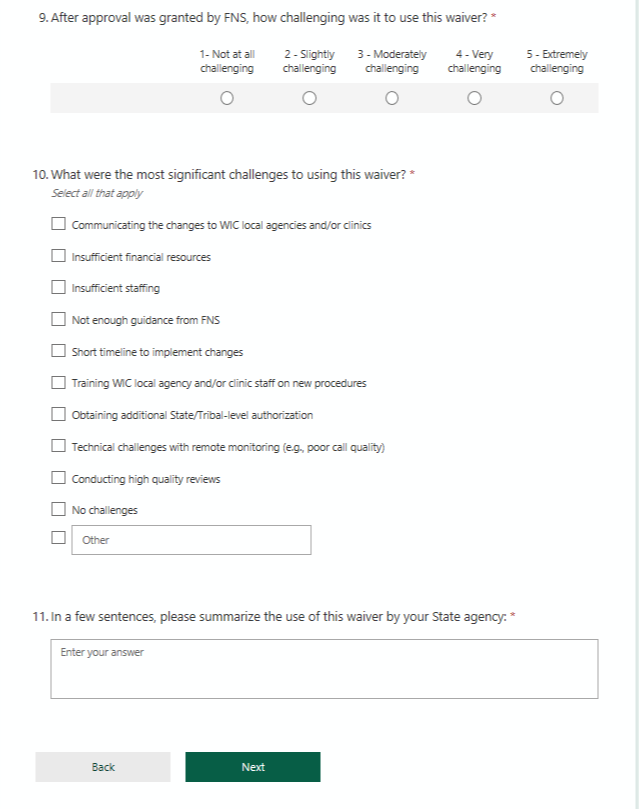 9. After approval was granted by FNS, how challenging was it to use this waiver? *
1- Not at all challenging
2 - Slightly challenging
3 - Moderately challenging
4 - Very challenging
5 - Extremely challenging
10. What were the most significant challenges to using this waiver? *
Select all that apply
Communicating the changes to WIC local agencies and/or clinics
Insufficient financial resources
Insufficient staffing
Not enough guidance from FNS
Short timeline to implement changes
Training WIC local agency and/or clinic staff on new procedures
Obtaining additional State/Tribal-level authorization
Technical challenges with remote monitoring (e.g., poor call quality)
Conducting high quality reviews
No challenges
Other
11. In a few sentences, please summarize the use of this waiver by your State agency: *
Enter your answer
Back
Next